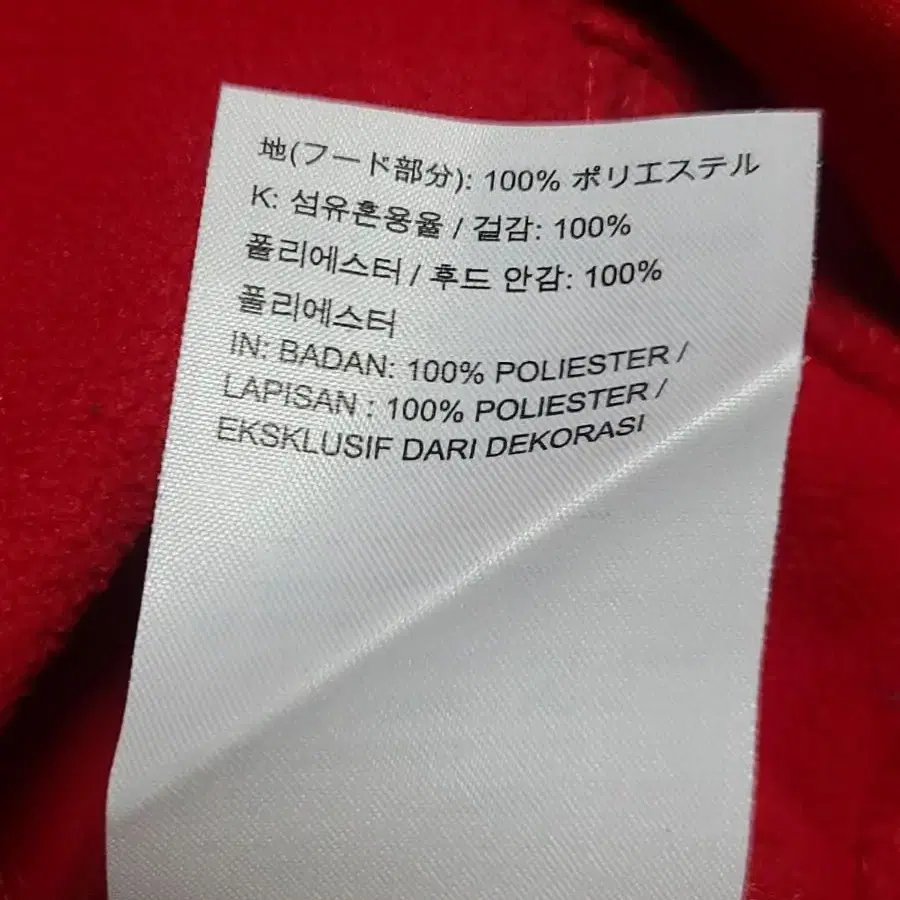 地(フード部分): 100% ポリエステル
K: 섬유혼용율 / 겉감: 100%
폴리에스터 / 후드 안감: 100%
폴리에스터
IN: BADAN: 100% POLIESTER /
LAPISAN : 100% POLIESTER /
EKSKLUSIF DARI DEKORASI